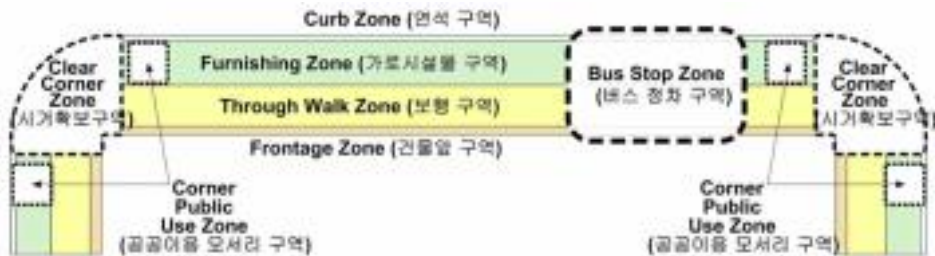 Curb Zone (연석 구역)
Clear
Corner
Zone
(시거확보구역)
Furnishing Zone (가로시설물 구역)
Through Walk Zone (보행 구역)
Frontage Zone (건물앞 구역)
Bus Stop Zone
(버스 정차 구역)
Clear
Corner
Zone
(시거확보구역)
Corner
Public
Use Zone
(공공이용 모서리 구역)
Corner
Public
Use Zone
(공공이용 모서리 구역)